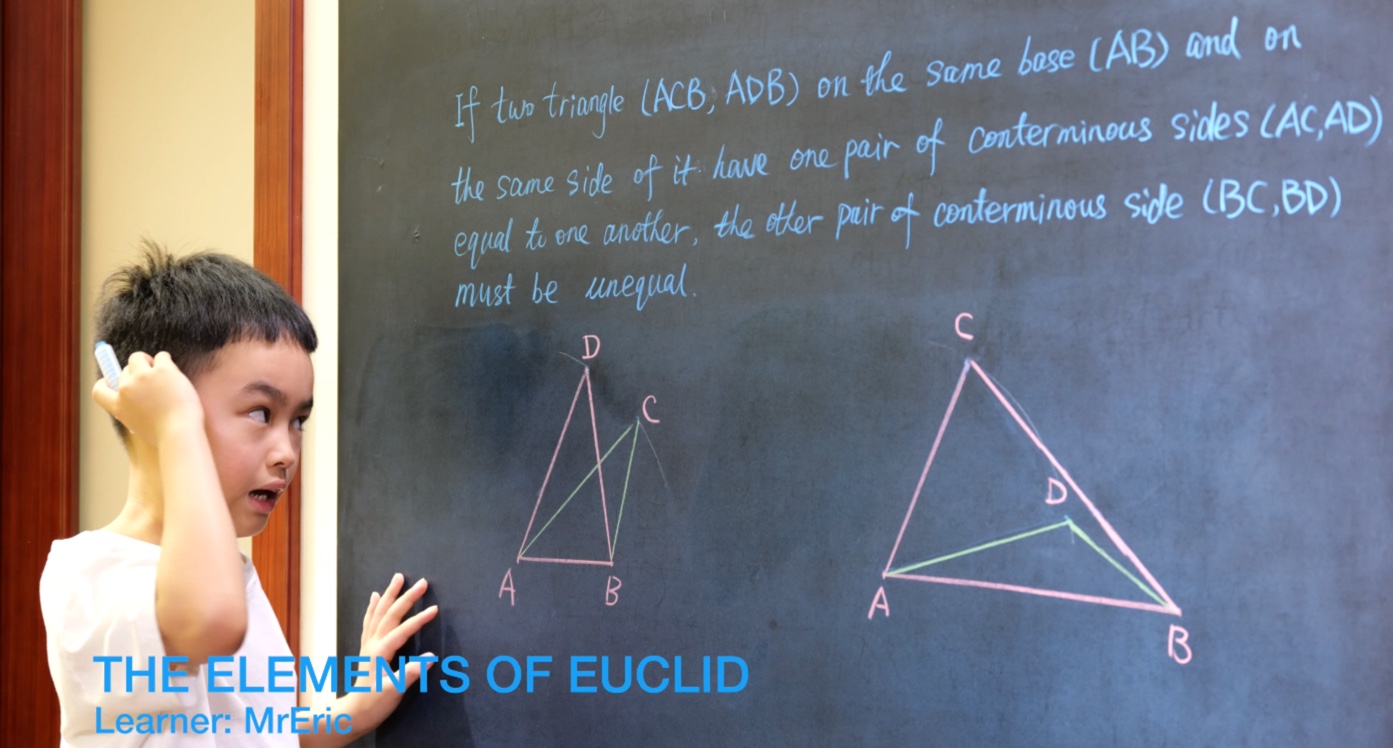 If two triangle (ACB, ADB) on the same base (AB) and on
the same side of it have one pair of conterminous sides (AC,AD)
equal to one another, the other pair of conterminous side (BC,BD)
must be unequal.
D
C
A
B
C
D
A
B
THE ELEMENTS OF EUCLID
Learner: MrEric